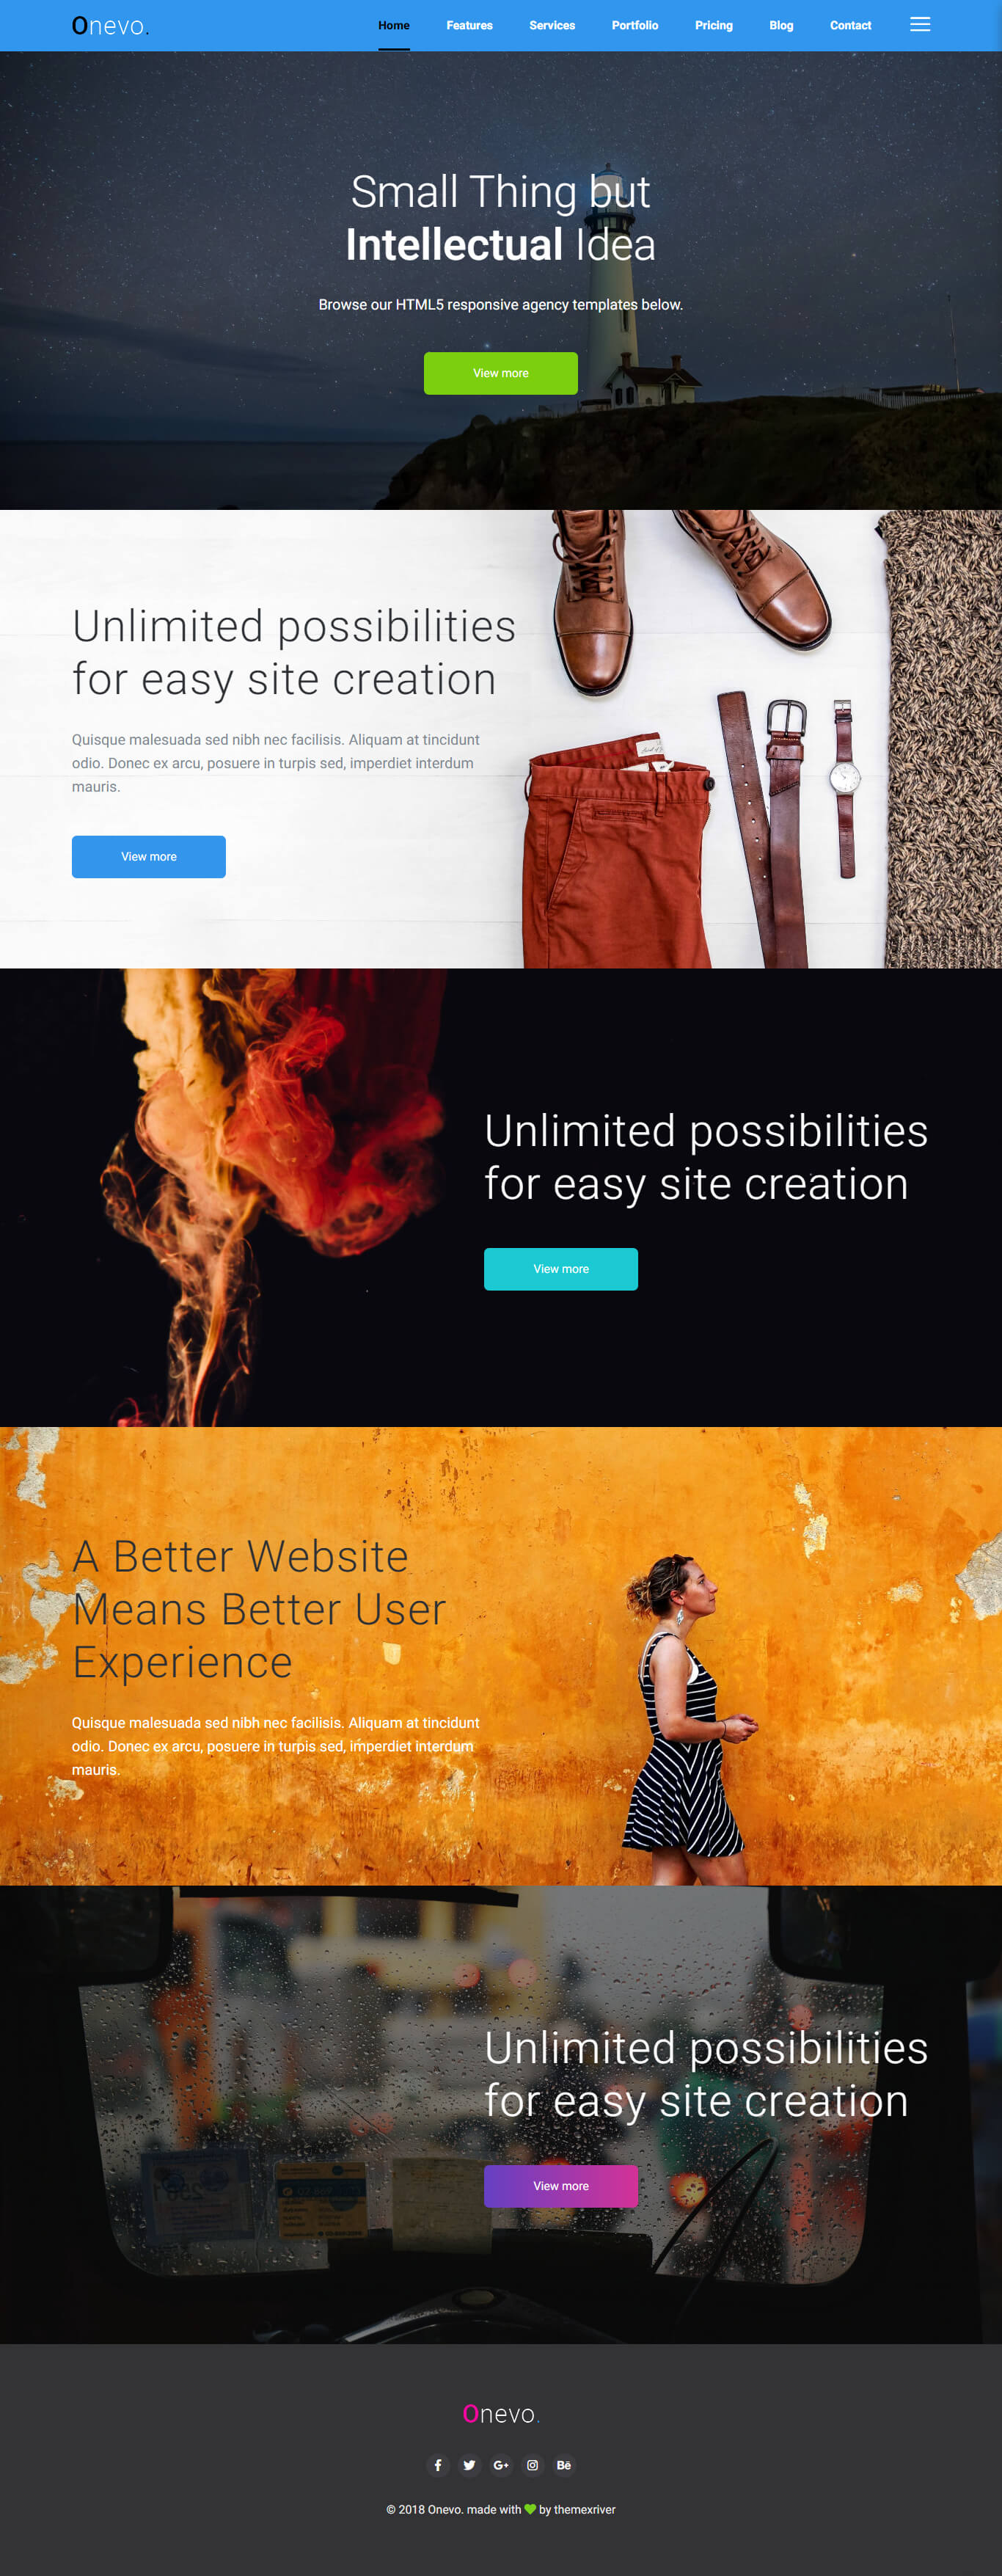 Onevo.
Home Features Services Portfolio Pricing Blog Contact
Small Thing but
Intellectual Idea
Browse our HTML5 responsive agency templates below.
View more
Unlimited possibilities
for easy site creation
Quisque malesuada sed nibh nec facilisis. Aliquam at tincidunt
odio. Donec ex arcu, posuere in turpis sed, imperdiet interdum
mauris.
View more
Unlimited possibilities
for easy site creation
View more
A Better Website
Means Better User
Experience
Quisque malesuada sed nibh nec facilisis. Aliquam at tincidunt
odio. Donec ex arcu, posuere in turpis sed, imperdiet interdum
mauris.
Unlimited possibilities
for easy site creation
View more
Onevo.
© 2018 Onevo. made with 💚 by themexriver